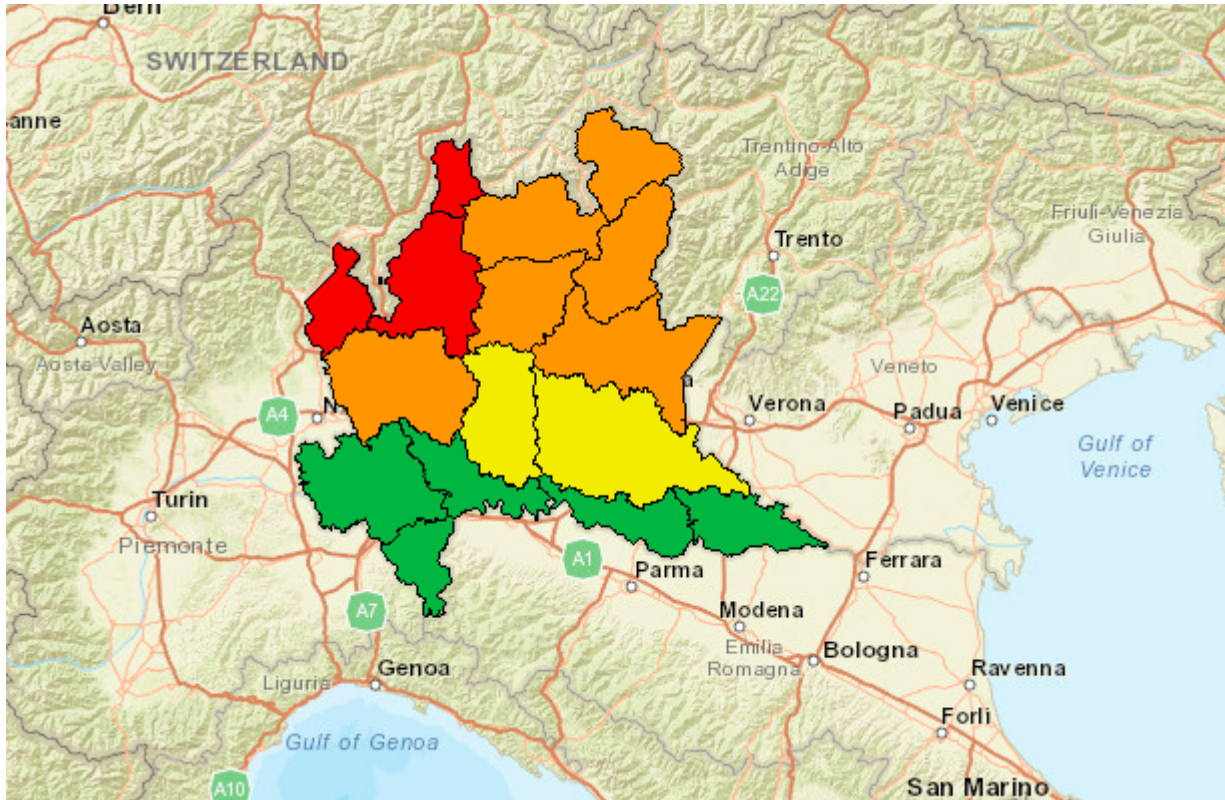 Bern
SWITZERLAND
anne
Trentino-Alto
Adige
Friuli-Venezia
Giulia
Trento
A22
Aosta
Aosta Valley
Veneto
A4
N
a
Verona
Padua
Venice
Gulf of
Venice
Turin
Piemonte
A1
Parma
Ferrara
A7
Modena
Emilia
Romagna
Bologna
Genoa
Liguria
Ravenna
Forlì
Gulf of Genoa
A10
San Marino